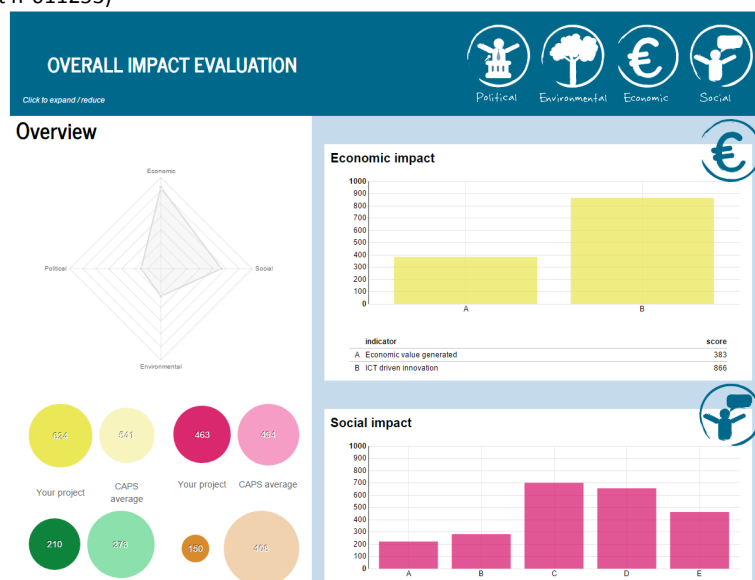 OVERALL IMPACT EVALUATION
Click to expand / reduce
Political
Environmental
Economic
Social
Overview
Economic
Political
Social
Environmental
624
541
463
Your project
CAPS average
Your project
CAPS average
210
273
150
Economic impact
1000
900
800
700
600
500
400
300
200
100
0
A
B
indicator score
A Economic value generated 383
B ICT driven innovation 866
Social impact
1000
900
800
700
600
500
400
300
200
100
0
A
B
C
D
E